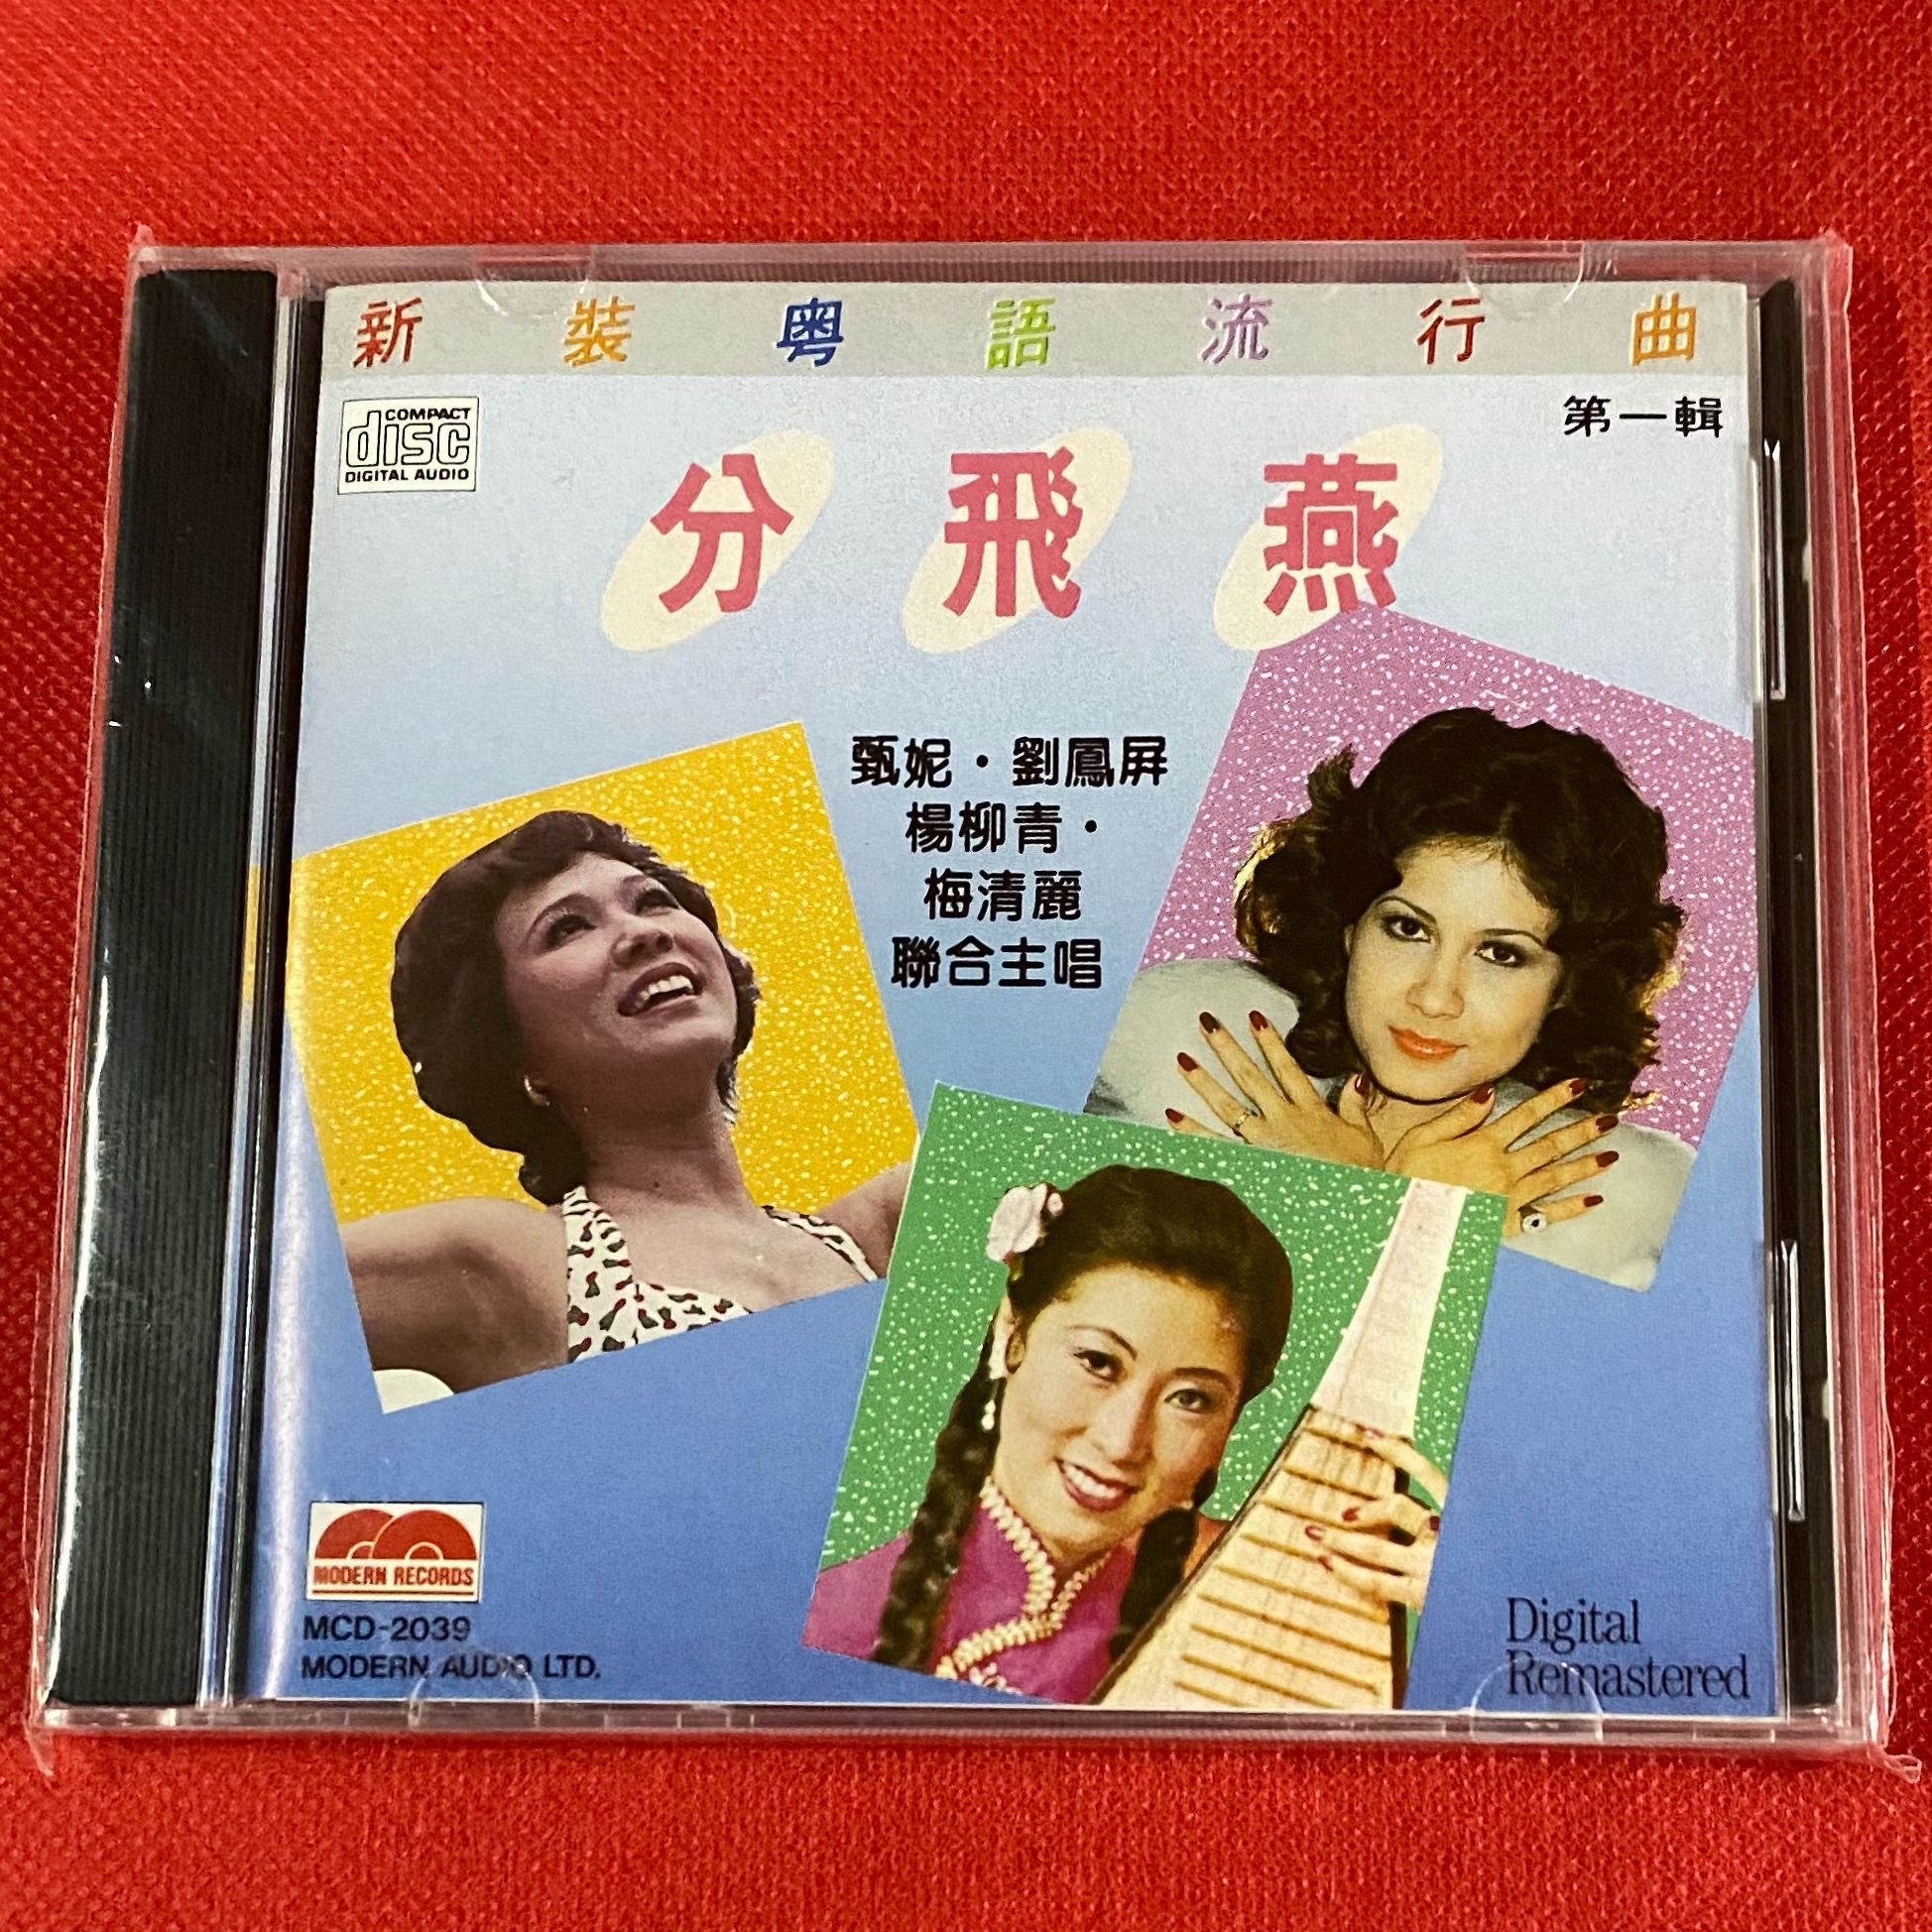 新裝粵語流行曲
COMPACT
disc
DIGITAL AUDIO
第一輯
分飛燕
甄妮・劉鳳屏
楊柳青・
梅清麗
聯合主唱
MODERN RECORDS
MCD-2039
MODERN AUDIO LTD.
Digital
Remastered